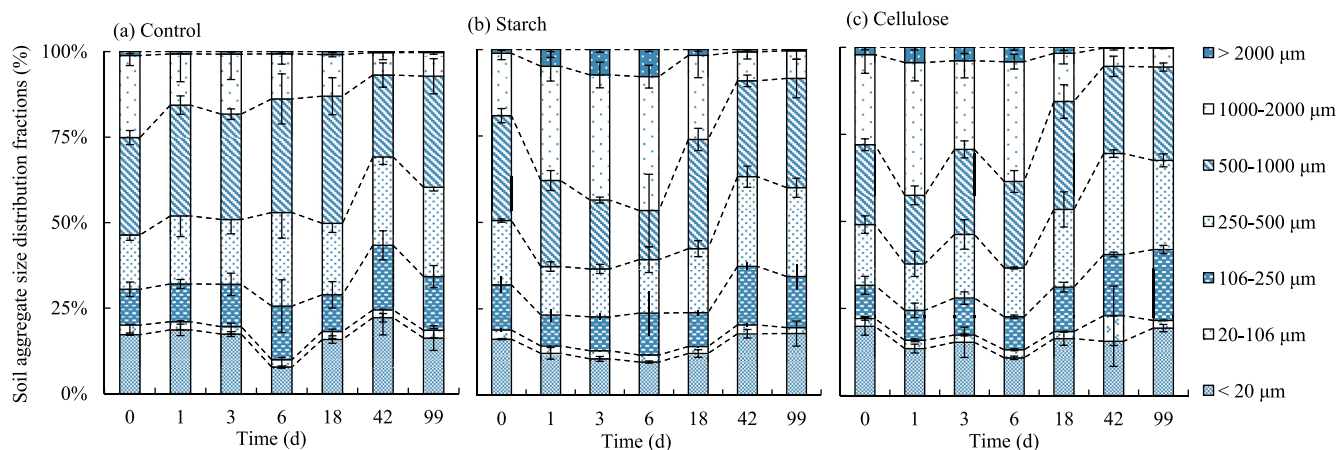 (a) Control
(b) Starch
(c) Cellulose
Soil aggregate size distribution fractions (%)
100%
75%
50%
25%
0%
0 1 3 6 18 42 99
0 1 3 6 18 42 99
0 1 3 6 18 42 99
Time (d)
Time (d)
Time (d)
> 2000 μm
1000-2000 μm
500-1000 μm
250-500 μm
106-250 μm
20-106 μm
< 20 μm